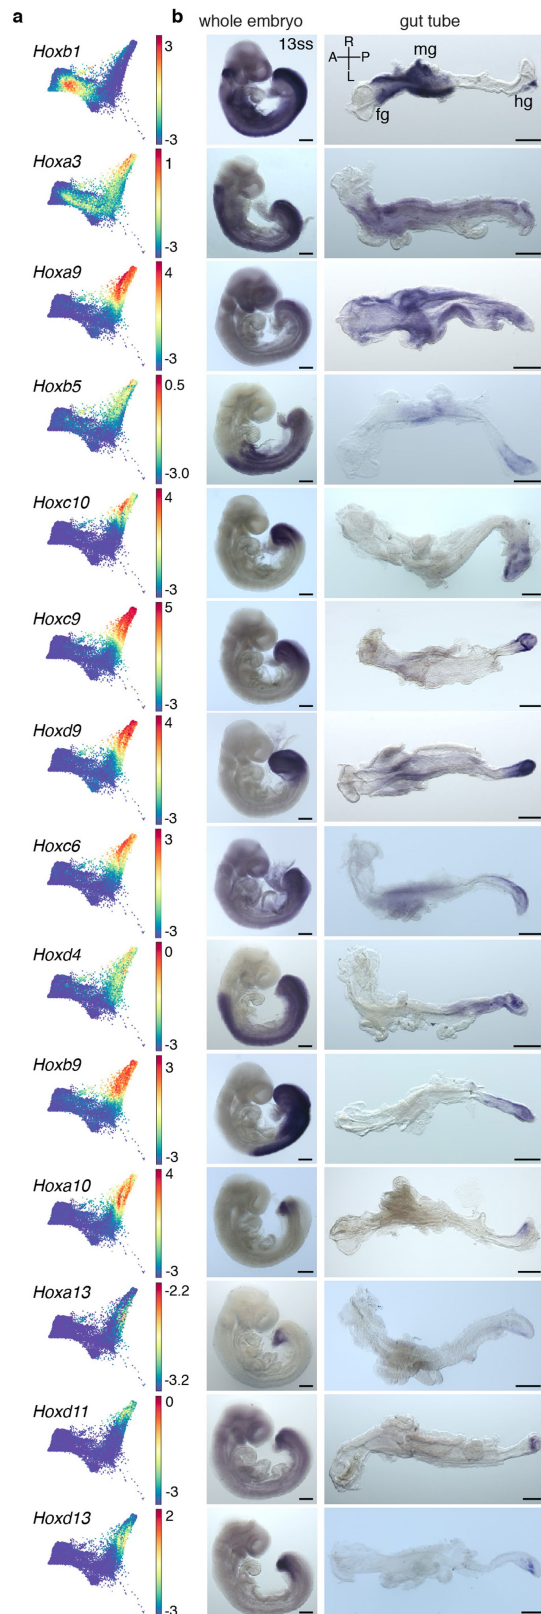 a
b
whole embryo
gut tube
Hoxb1
3
-3
13ss
R
A
P
L
mg
fg
hg
Hoxa3
1
-3
Hoxa9
4
-3
Hoxb5
0.5
-3.0
Hoxc10
4
-3
Hoxc9
5
-3
Hoxd9
4
-3
Hoxc6
3
-3
Hoxd4
0
-3
Hoxb9
3
-3
Hoxa10
4
-3
Hoxa13
-2.2
-3.2
Hoxd11
0
-3
Hoxd13
2
-3